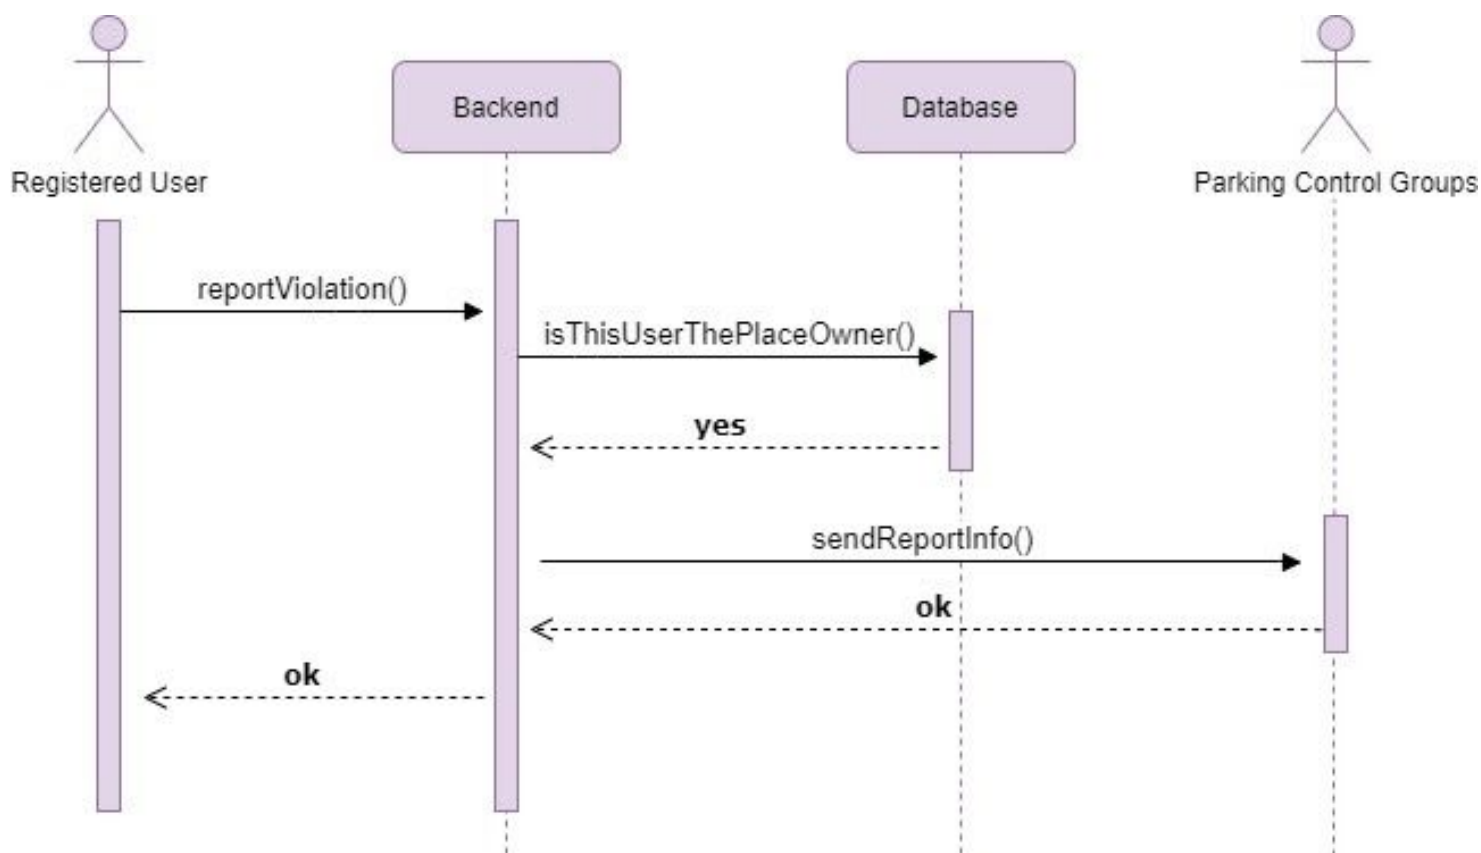 Backend
Database
Registered User
Parking Control Groups
reportViolation()
isThisUserThePlaceOwner()
yes
sendReportInfo()
ok
ok